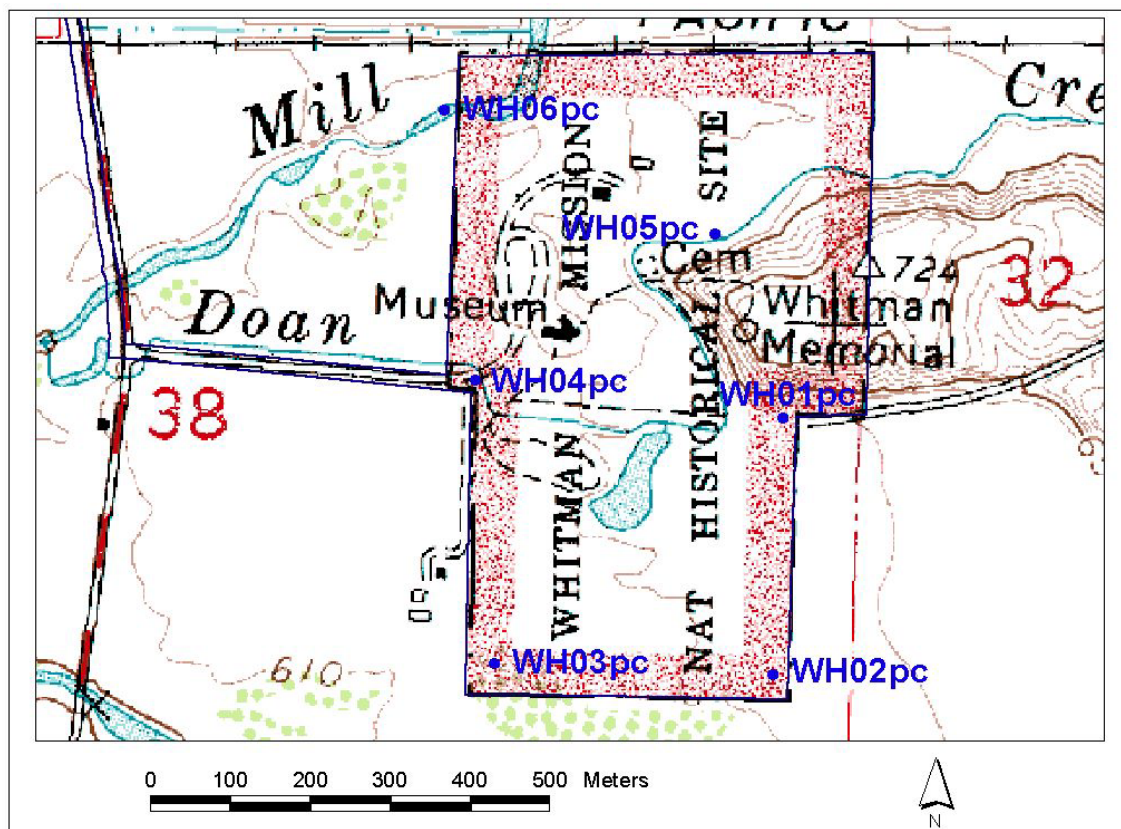 Pacific
Mill
WH06pc
Cre
MISSION
SITE
WH05pc
Cem
724
32
Museum
Whitman
Memorial
Doan
WH04pc
WH01pc
38
WHITMAN
NAT HISTORICAL
WH03pc
WH02pc
610
0 100 200 300 400 500 Meters
N